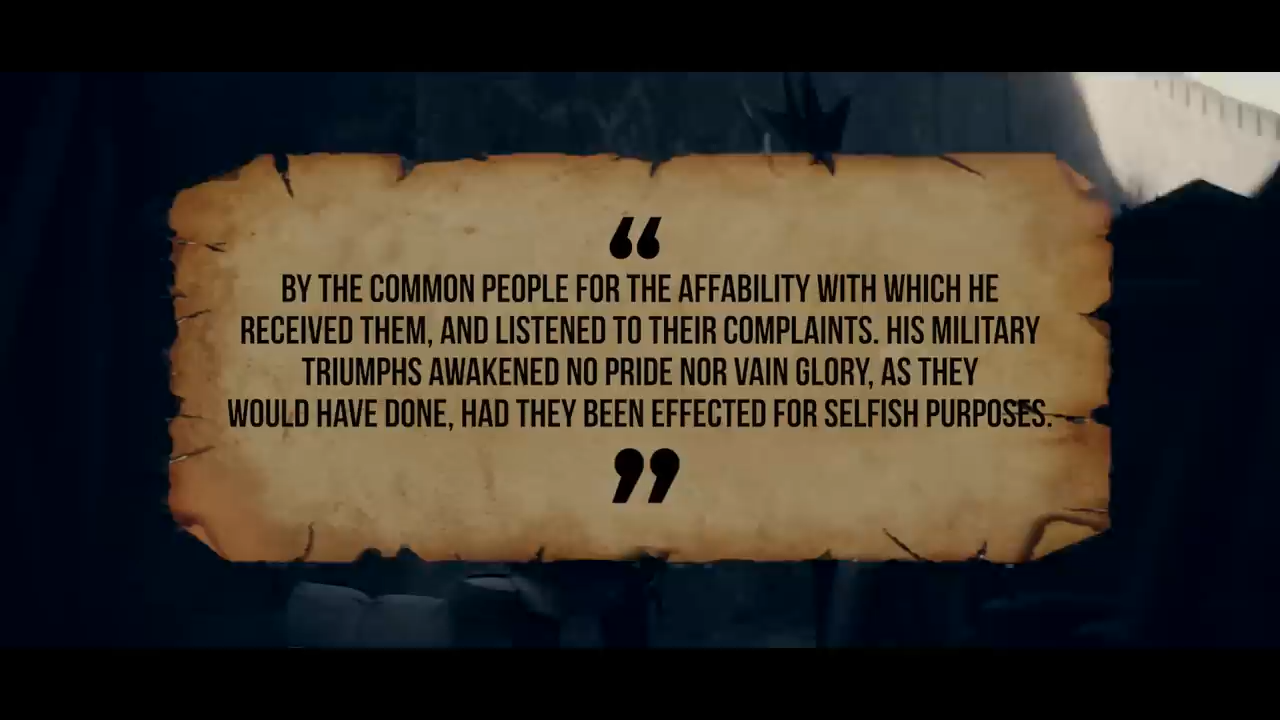 “
BY THE COMMON PEOPLE FOR THE AFFABILITY WITH WHICH HE
RECEIVED THEM, AND LISTENED TO THEIR COMPLAINTS. HIS MILITARY
TRIUMPHS AWAKENED NO PRIDE NOR VAIN GLORY, AS THEY
WOULD HAVE DONE, HAD THEY BEEN EFFECTED FOR SELFISH PURPOSES.
”